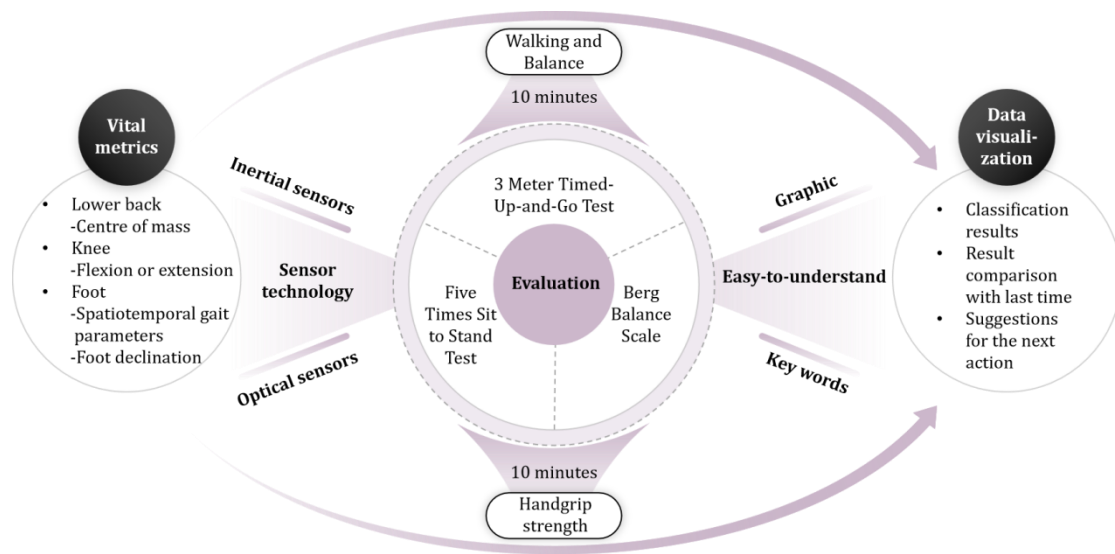 Walking and
Balance
10 minutes
Vital
metrics
• Lower back
-Centre of mass
• Knee
-Flexion or extension
• Foot
-Spatiotemporal gait
parameters
-Foot declination
Inertial sensors
Sensor
technology
Optical sensors
3 Meter Timed-
Up-and-Go Test
Evaluation
Five
Times Sit
to Stand
Test
Berg
Balance
Scale
Graphic
Easy-to-understand
Key words
Data
visuali-
zation
• Classification
results
• Result
comparison
with last time
• Suggestions
for the next
action
10 minutes
Handgrip
strength